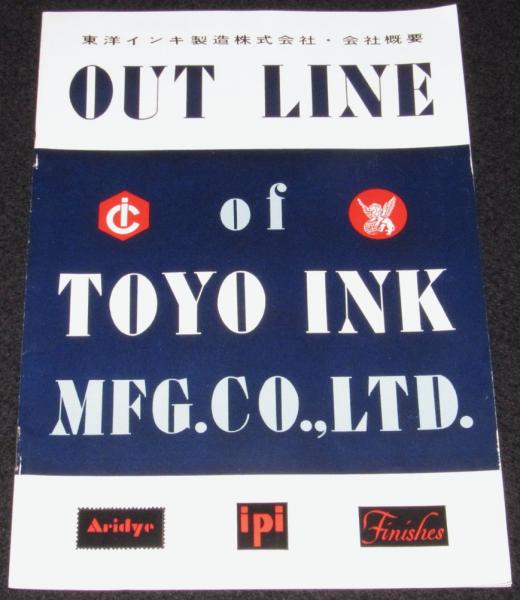 東洋インキ製造株式会社・会社概要
OUT LINE
of
TOYO INK
MFG.CO.,LTD.
Aridye
ipi
Finishes